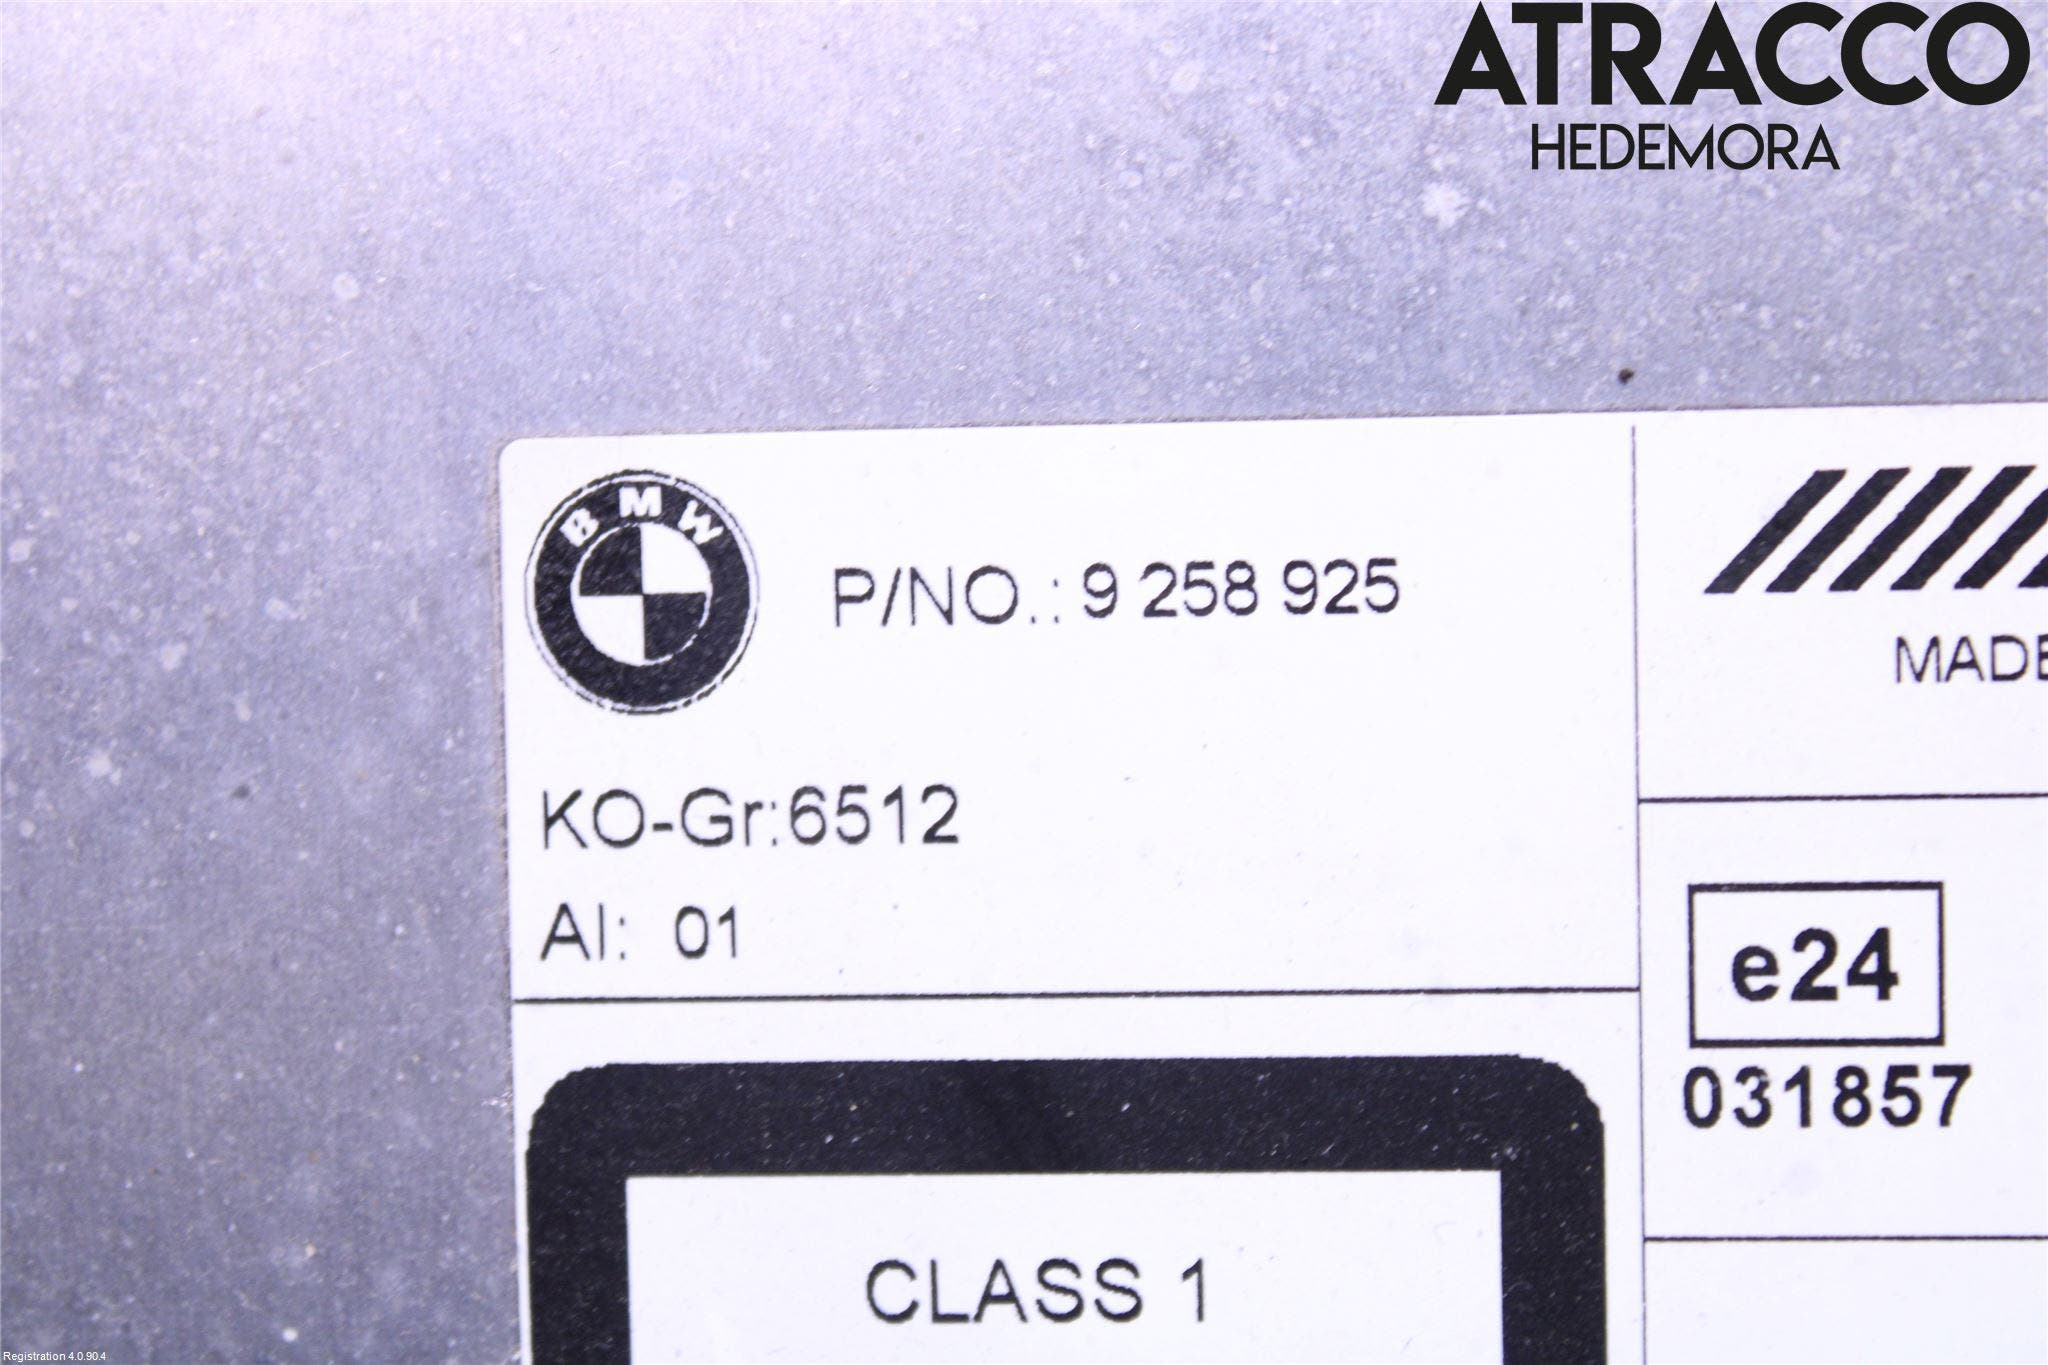 ATRACCO
HEDEMORA
BMW
P/NO.: 9 258 925
MADE
KO-Gr:6512
AI: 01
e24
031857
CLASS 1
Registration 4.0.90.4